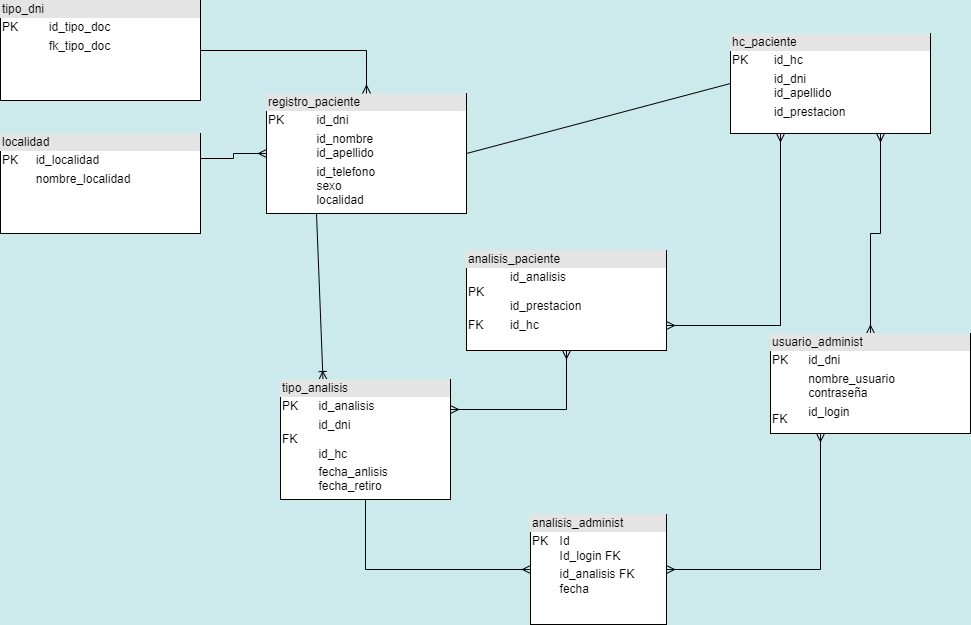 tipo_dni
PK id_tipo_doc
fk_tipo_doc
localidad
PK id_localidad
nombre_localidad
registro_paciente
PK id_dni
id_nombre
id_apellido
id_telefono
sexo
localidad
hc_paciente
PK id_hc
id_dni
id_apellido
id_prestacion
analisis_paciente
id_analisis
PK
id_prestacion
FK id_hc
usuario_administ
PK id_dni
nombre_usuario
contraseña
id_login
FK
tipo_analisis
PK id_analisis
id_dni
FK
id_hc
fecha_anlisis
fecha_retiro
analisis_administ
PK Id
Id_login FK
id_analisis FK
fecha